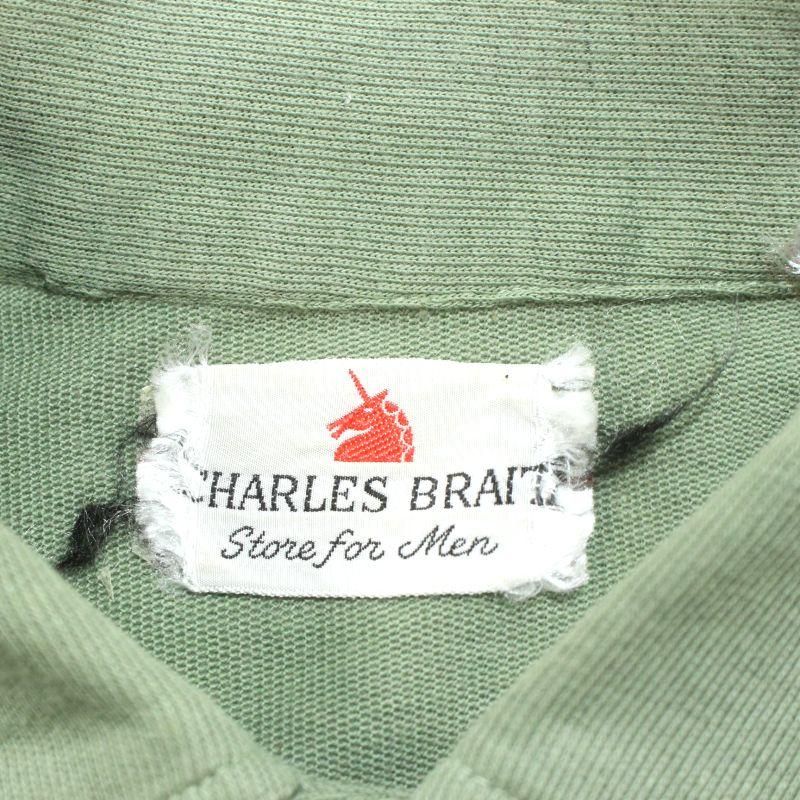 CHARLES BRAIT
Store for Men